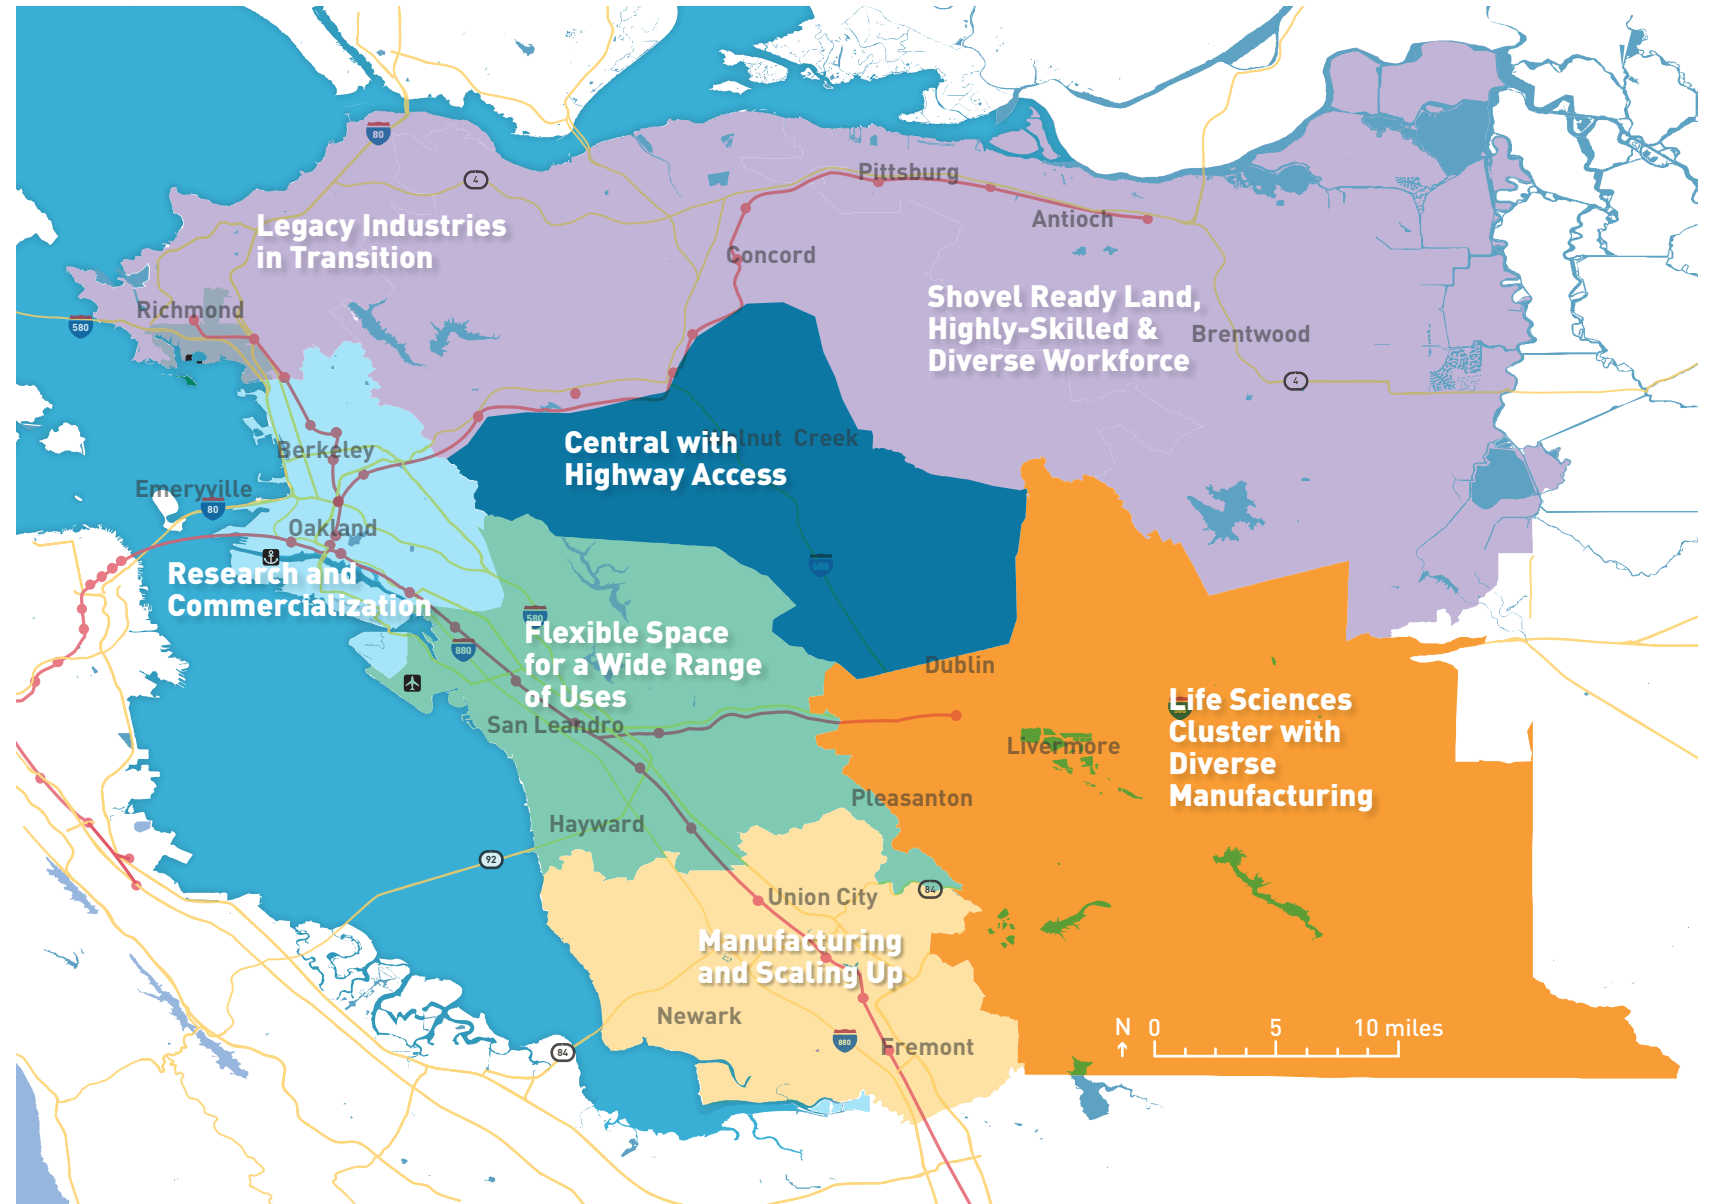 80
4
Pittsburg
Antioch
Legacy Industries
in Transition
Concord
Richmond
580
Shovel Ready Land,
Highly-Skilled &
Diverse Workforce
Brentwood
4
Central with
Highway Access
Walnut Creek
Berkeley
Emeryville
80
Oakland
Research and
Commercialization
680
580
880
Flexible Space
for a Wide Range
of Uses
Dublin
San Leandro
Livermore
Life Sciences
Cluster with
Diverse
Manufacturing
Pleasanton
Hayward
92
84
Union City
Manufacturing
and Scaling Up
Newark
880
Fremont
84
N 0 5 10 miles